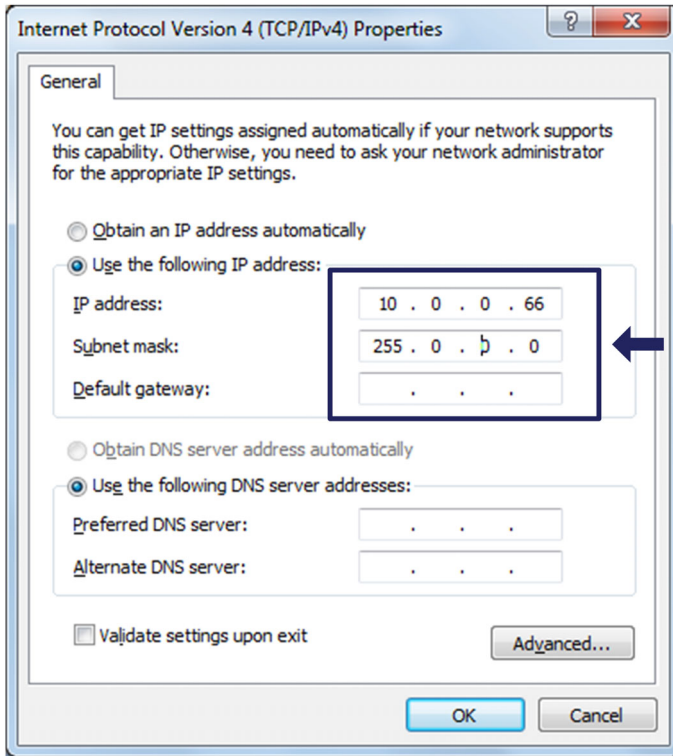 Internet Protocol Version 4 (TCP/IPv4) Properties
General
You can get IP settings assigned automatically if your network supports
this capability. Otherwise, you need to ask your network administrator
for the appropriate IP settings.
Obtain an IP address automatically
Use the following IP address:
IP address: 10 . 0 . 0 . 66
Subnet mask: 255 . 0 . 0 . 0
Default gateway: . . .
Obtain DNS server address automatically
Use the following DNS server addresses:
Preferred DNS server: . . .
Alternate DNS server: . . .
Validate settings upon exit
Advanced...
OK Cancel